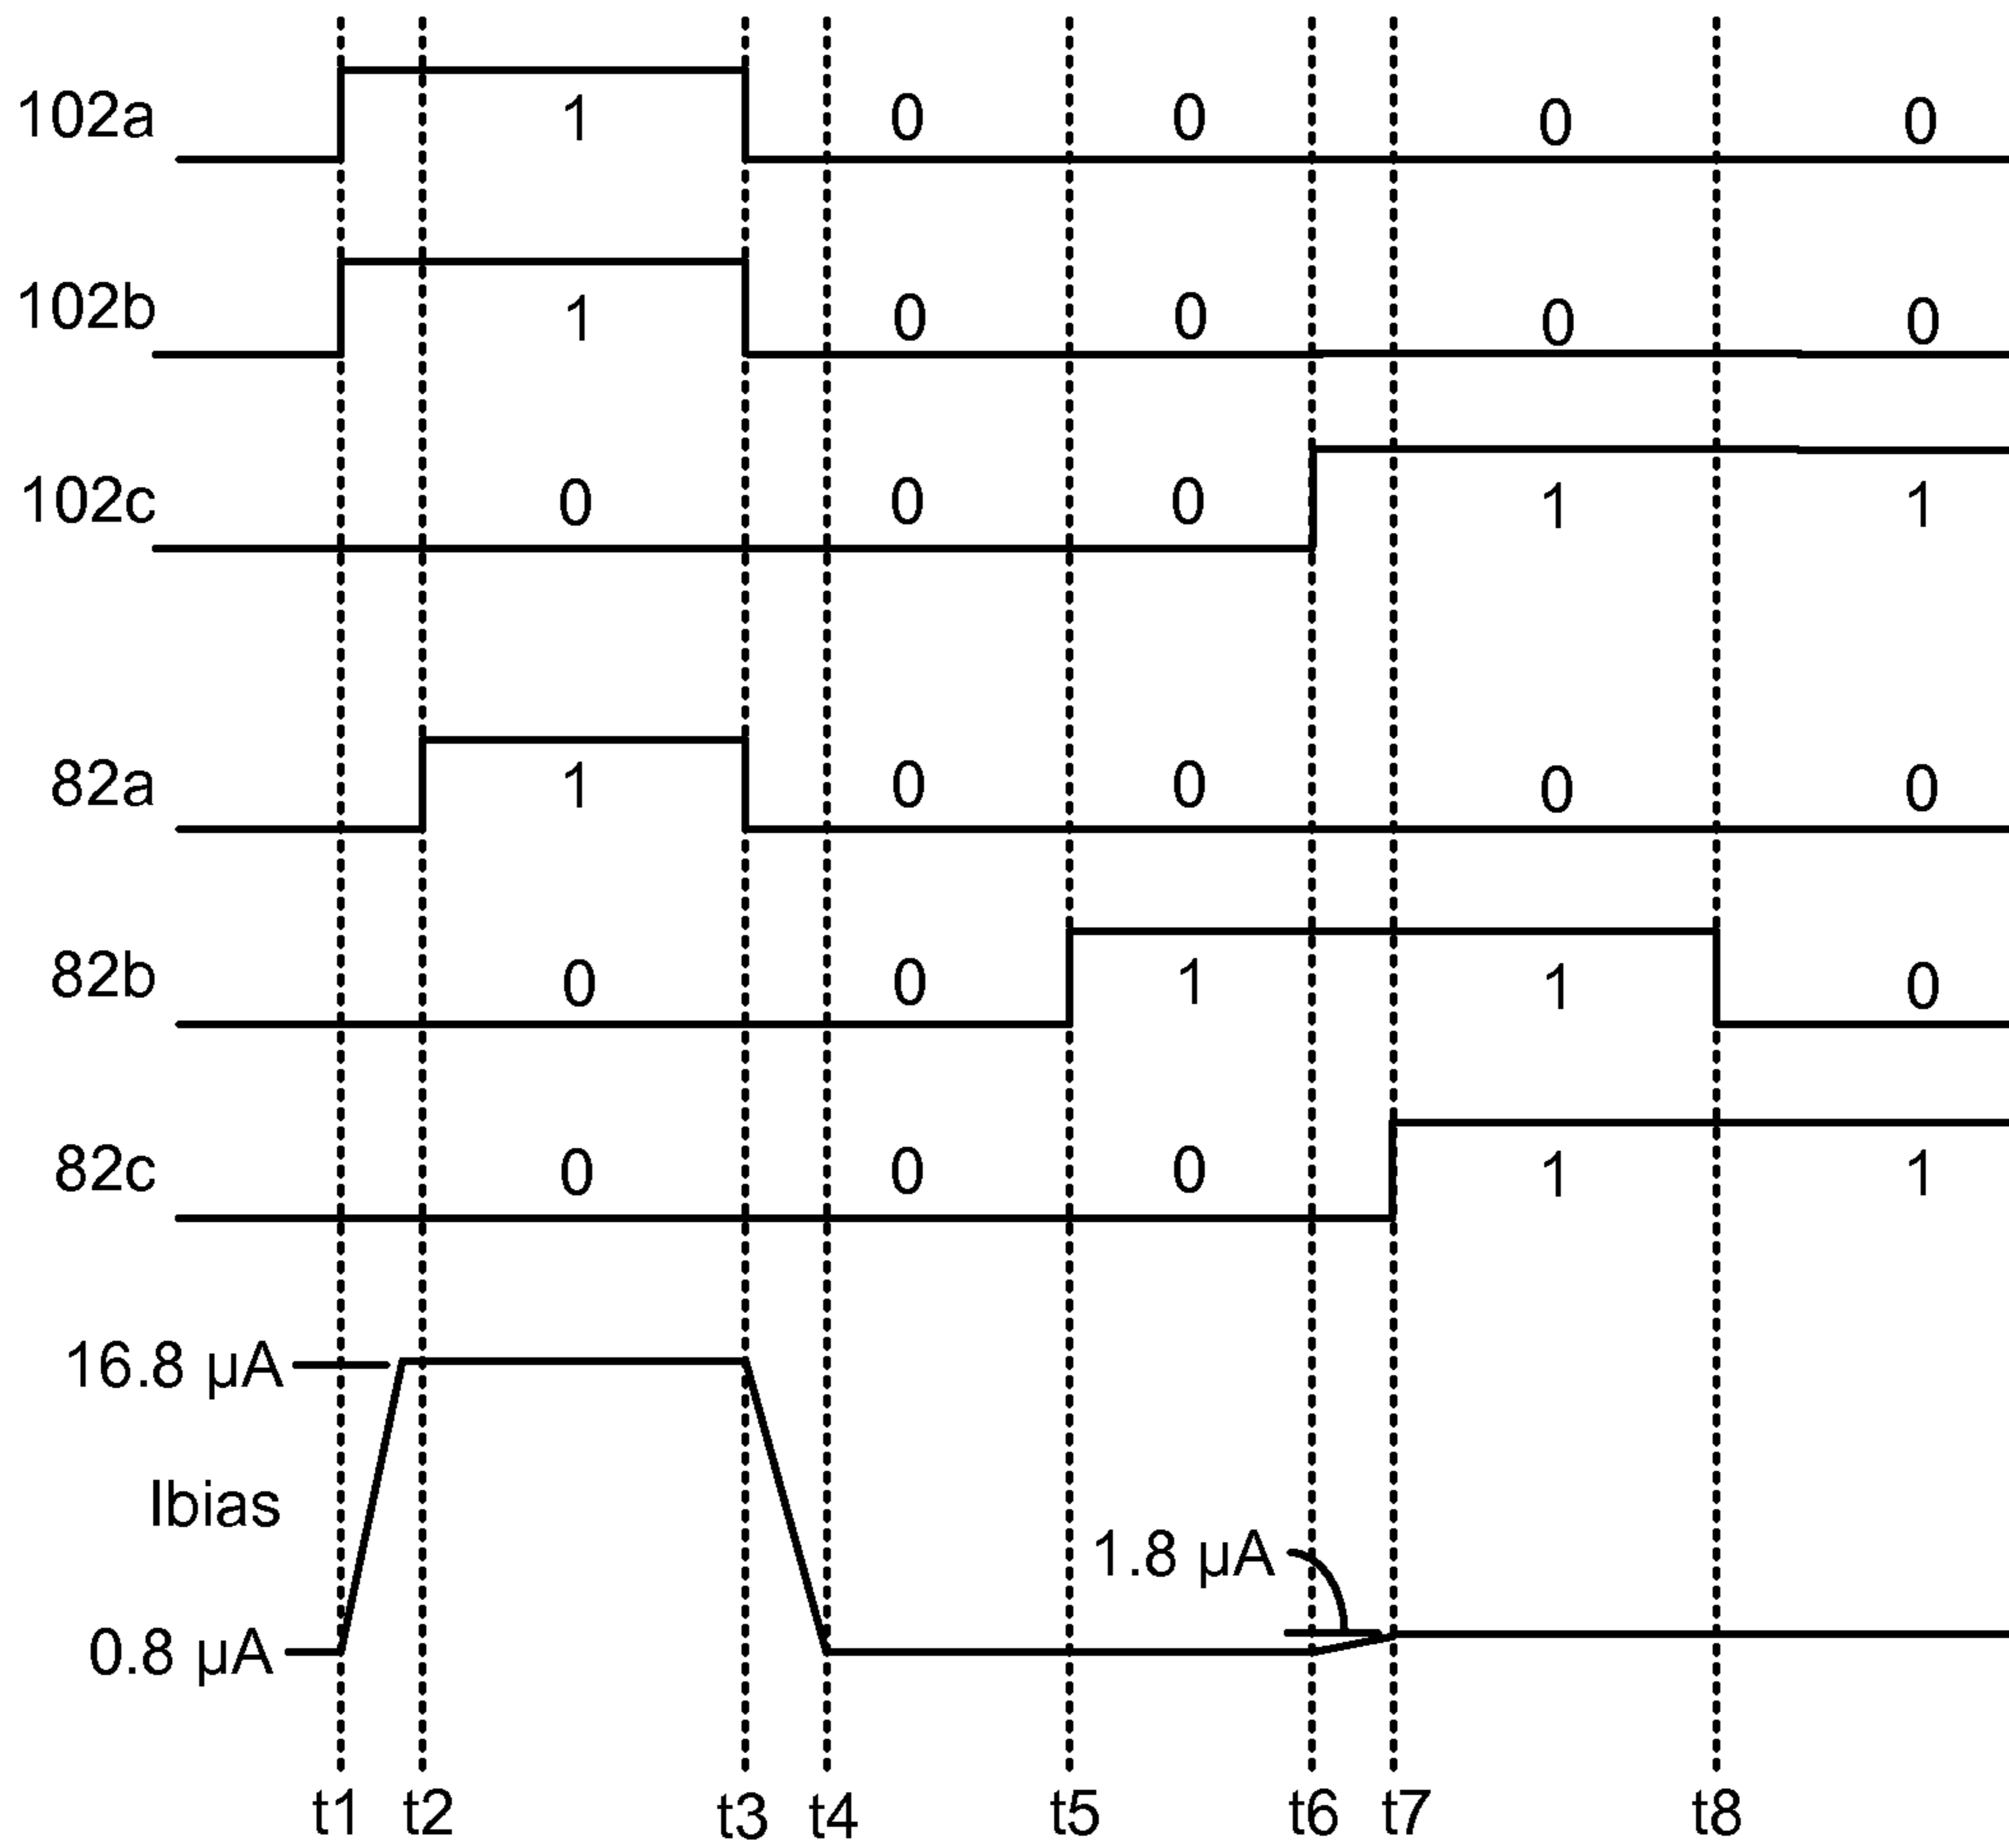 102a 1 0 0 0 0
102b 1 0 0 0 0
102c 0 0 0 1 1
82a 1 0 0 0 0
82b 0 0 1 1 0
82c 0 0 0 1 1
16.8 µA
Ibias
1.8 µA
0.8 µA
t1 t2 t3 t4 t5 t6 t7 t8